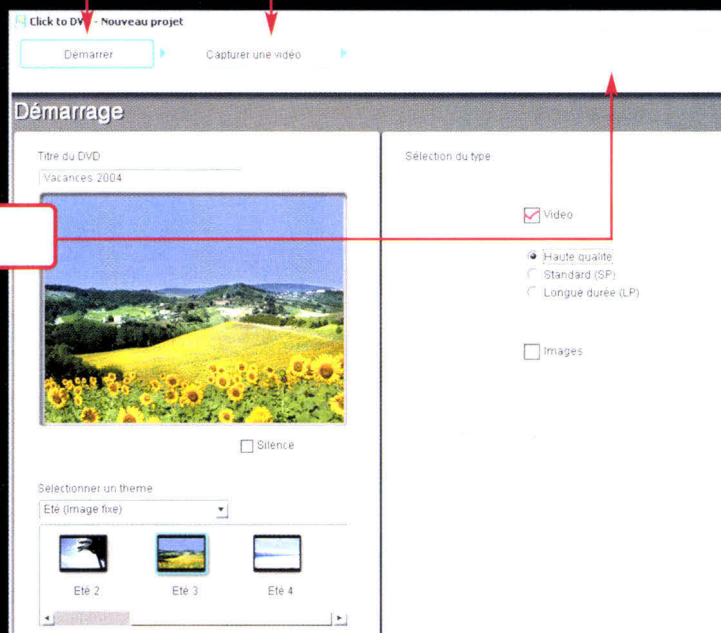 Click to DVD - Nouveau projet
Démarrer
Capturer une vidéo
Démarrage
Titre du DVD
Vacances 2004
Silence
Sélectionner un thème
Eté (Image fixe)
Eté 2
Eté 3
Eté 4
Sélection du type
Video
Haute qualité
Standard (SP)
Longue durée (LP)
Images